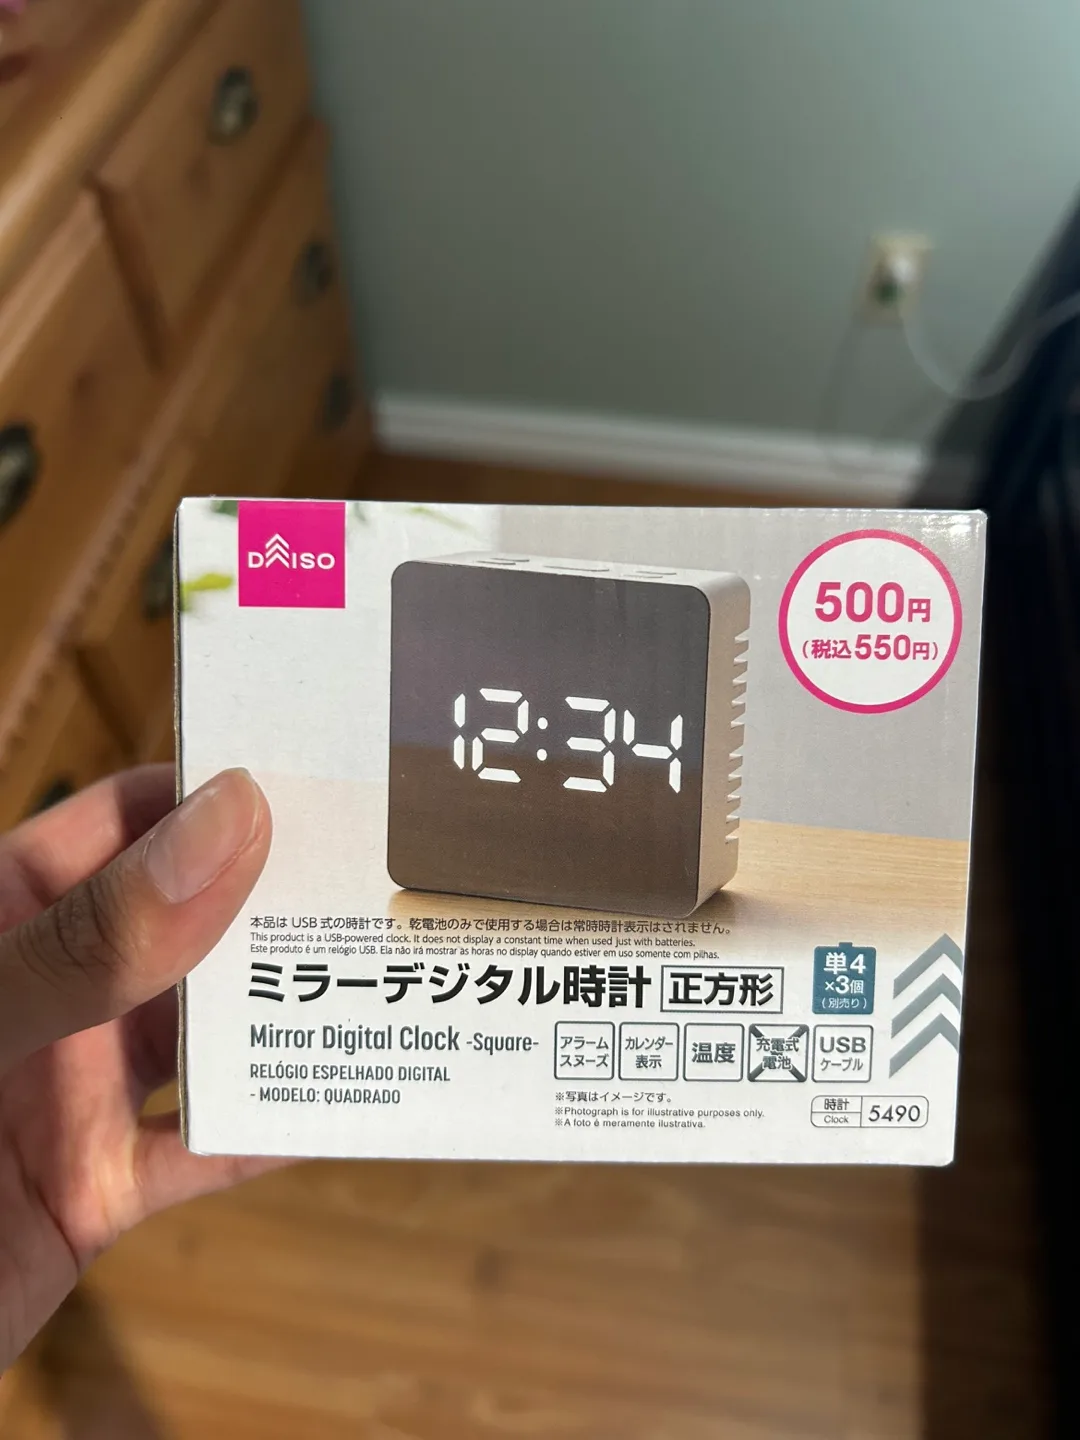 DAISO
500円
(税込550円)
12:34
本品は USB 式の時計です。乾電池のみで使用する場合は常時時計表示はされません。
This product is a USB-powered clock. It does not display a constant time when used just with batteries.
Este produto é um relógio USB. Ela não irá mostrar as horas no display quando estiver em uso somente com pilhas.
ミラーデジタル時計 正方形
単4
×3個
(別売り)
Mirror Digital Clock -Square-
RELÓGIO ESPELHADO DIGITAL
- MODELO: QUADRADO
アラーム
スヌーズ
カレンダー
表示
温度
充電式
電池
USB
ケーブル
※写真はイメージです。
※Photograph is for illustrative purposes only.
※A foto é meramente ilustrativa.
時計
Clock
5490